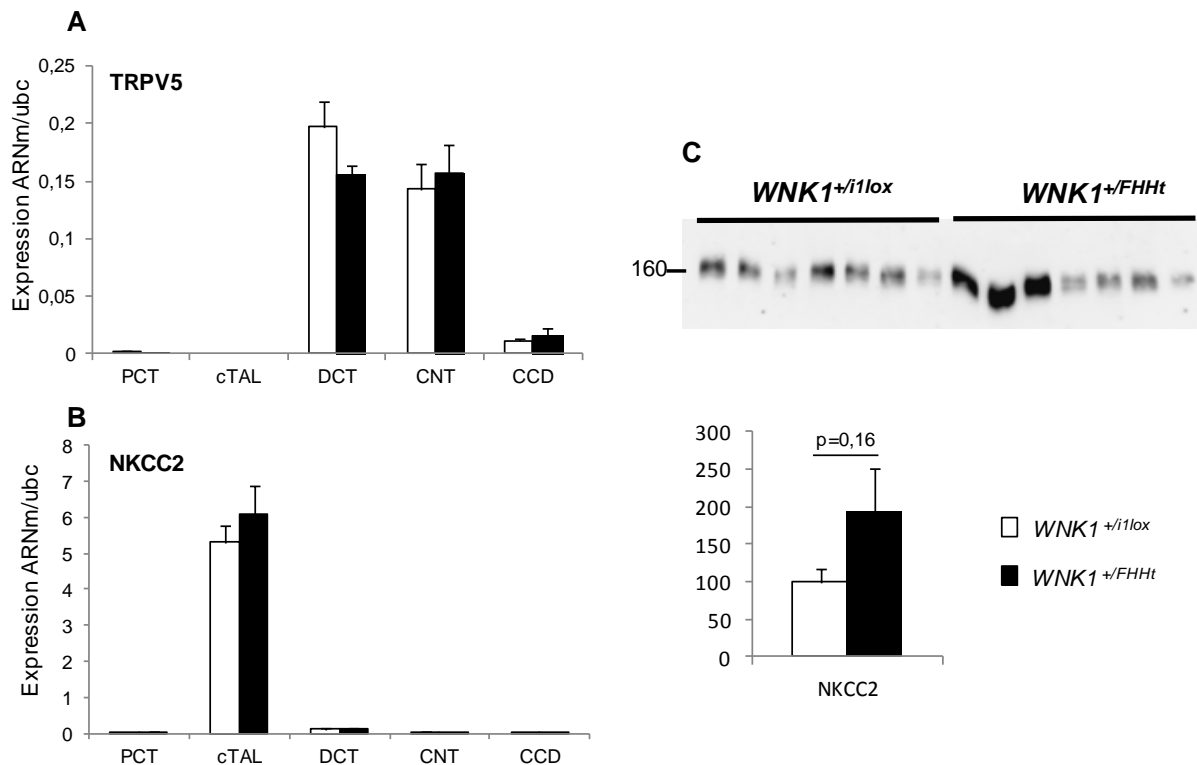 A
TRPV5
Expression ARNm/ubc
0,25
0,2
0,15
0,1
0,05
0
PCT cTAL DCT CNT CCD
B
NKCC2
Expression ARNm/ubc
8
7
6
5
4
3
2
1
0
PCT cTAL DCT CNT CCD
C
WNK1+/i1lox WNK1+/FHHt
160
300
250
200
150
100
50
0
p=0,16
NKCC2
WNK1+/i1lox
WNK1+/FHHt